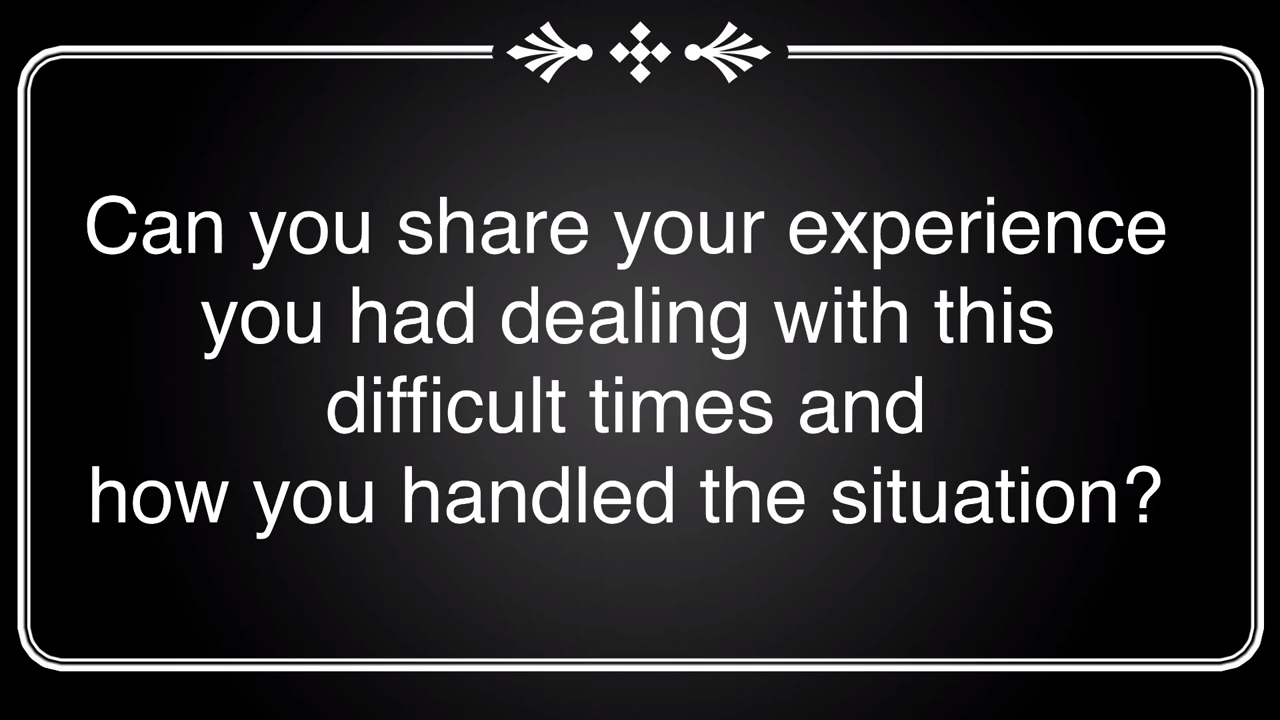 Can you share your experience
you had dealing with this
difficult times and
how you handled the situation?